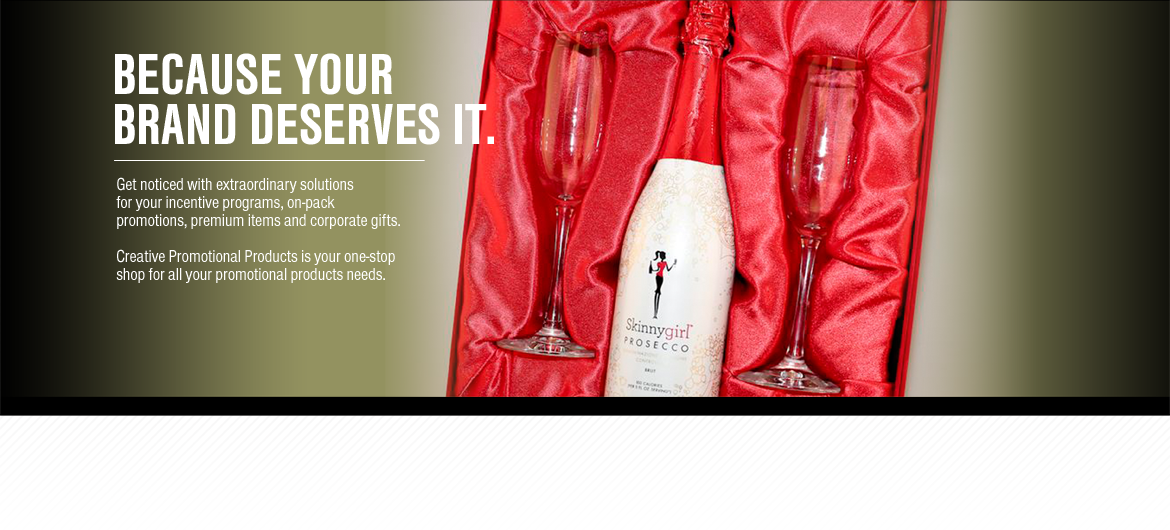 BECAUSE YOUR
BRAND DESERVES IT.
Get noticed with extraordinary solutions
for your incentive programs, on-pack
promotions, premium items and corporate gifts.
Creative Promotional Products is your one-stop
shop for all your promotional products needs.
Skinnygirl
PROSECCO
BRUT